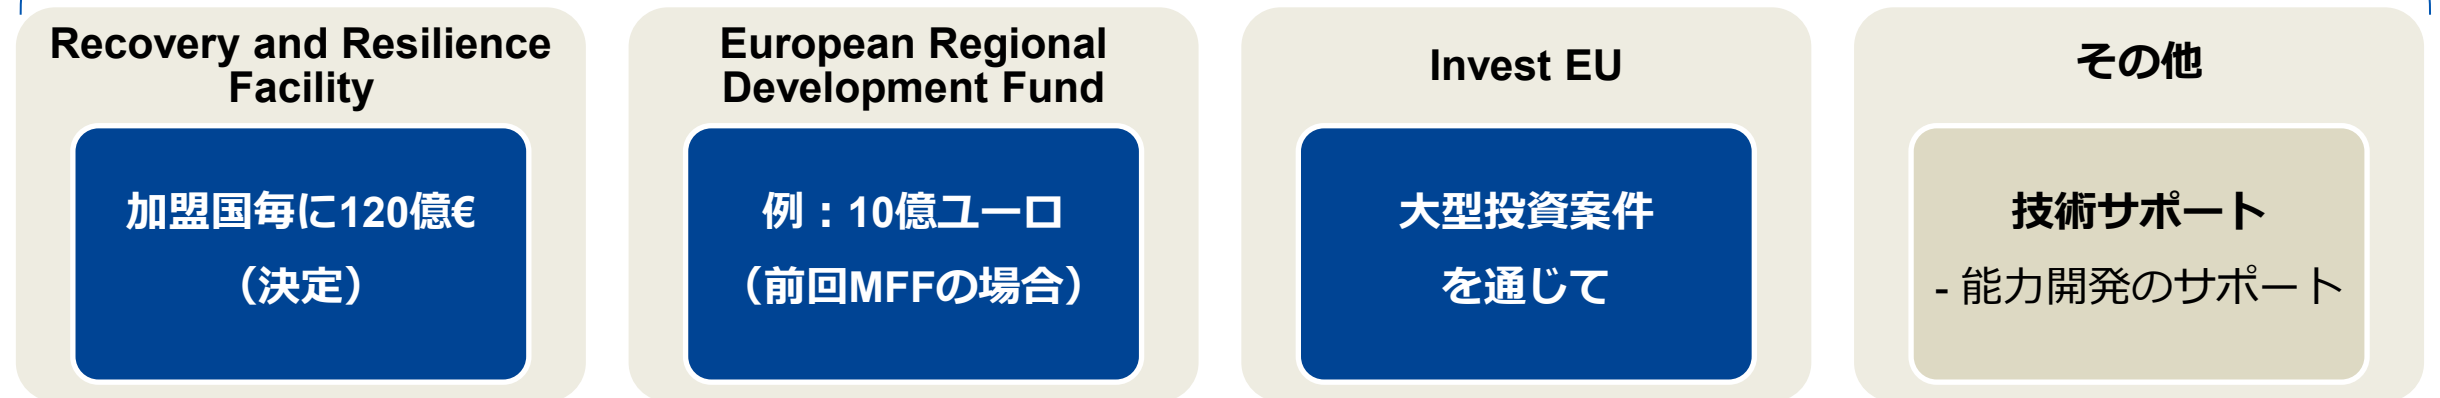 Recovery and Resilience
Facility
加盟国毎に120億€
（決定）
European Regional
Development Fund
例：10億ユーロ
（前回MFFの場合）
Invest EU
大型投資案件
を通じて
その他
技術サポート
- 能力開発のサポート